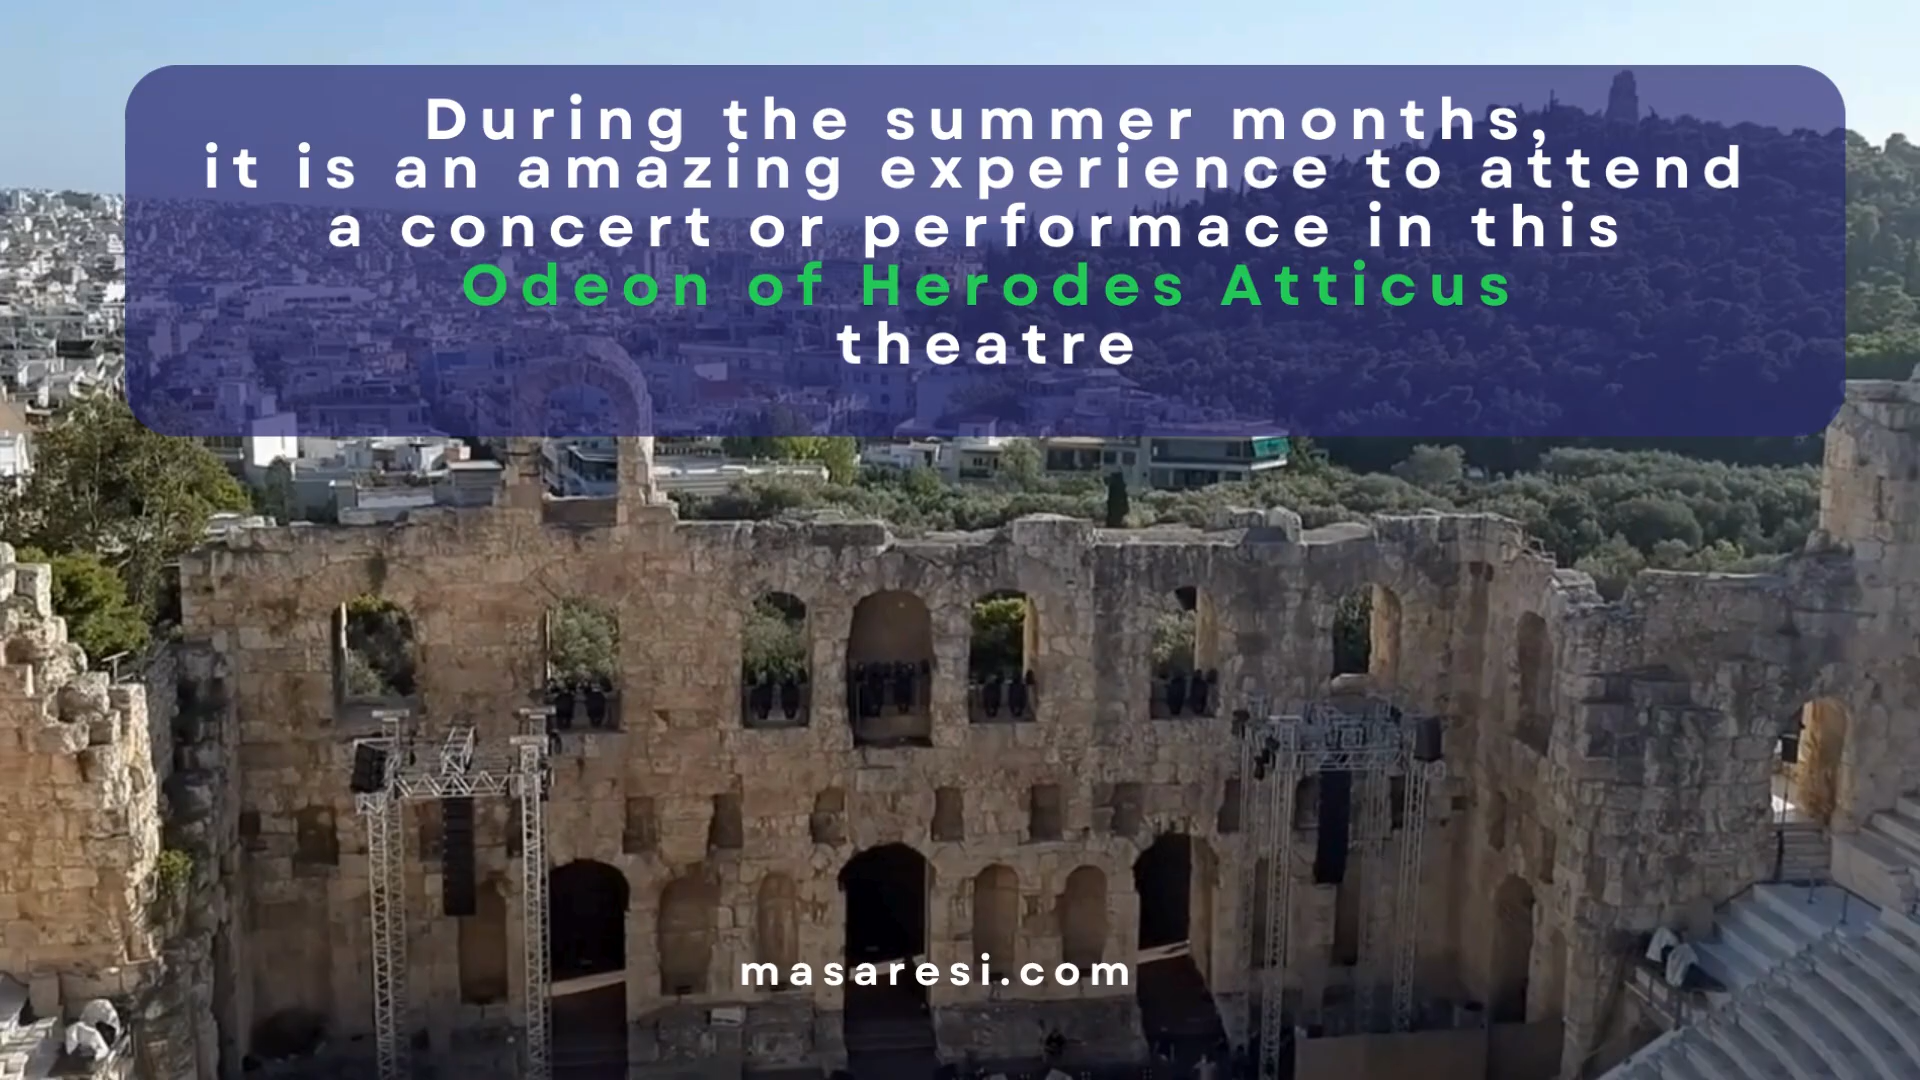 During the summer months,
it is an amazing experience to attend
a concert or performace in this
Odeon of Herodes Atticus
theatre
masaresi.com